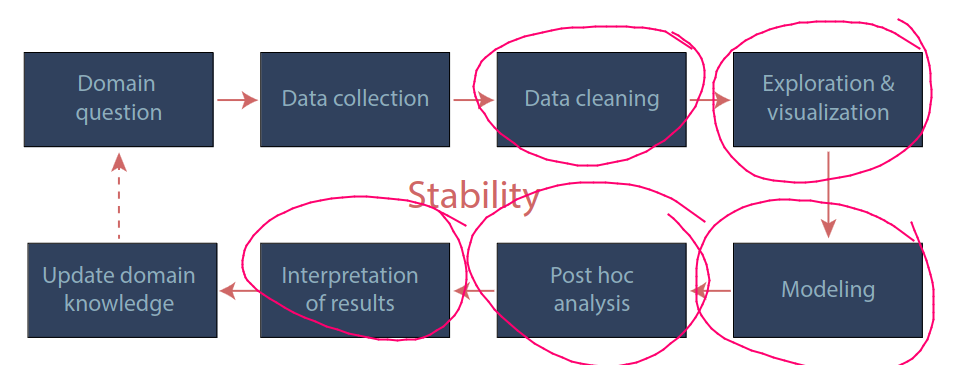 Domain
question
Data collection
Data cleaning
Exploration &
visualization
Stability
Update domain
knowledge
Interpretation
of results
Post hoc
analysis
Modeling